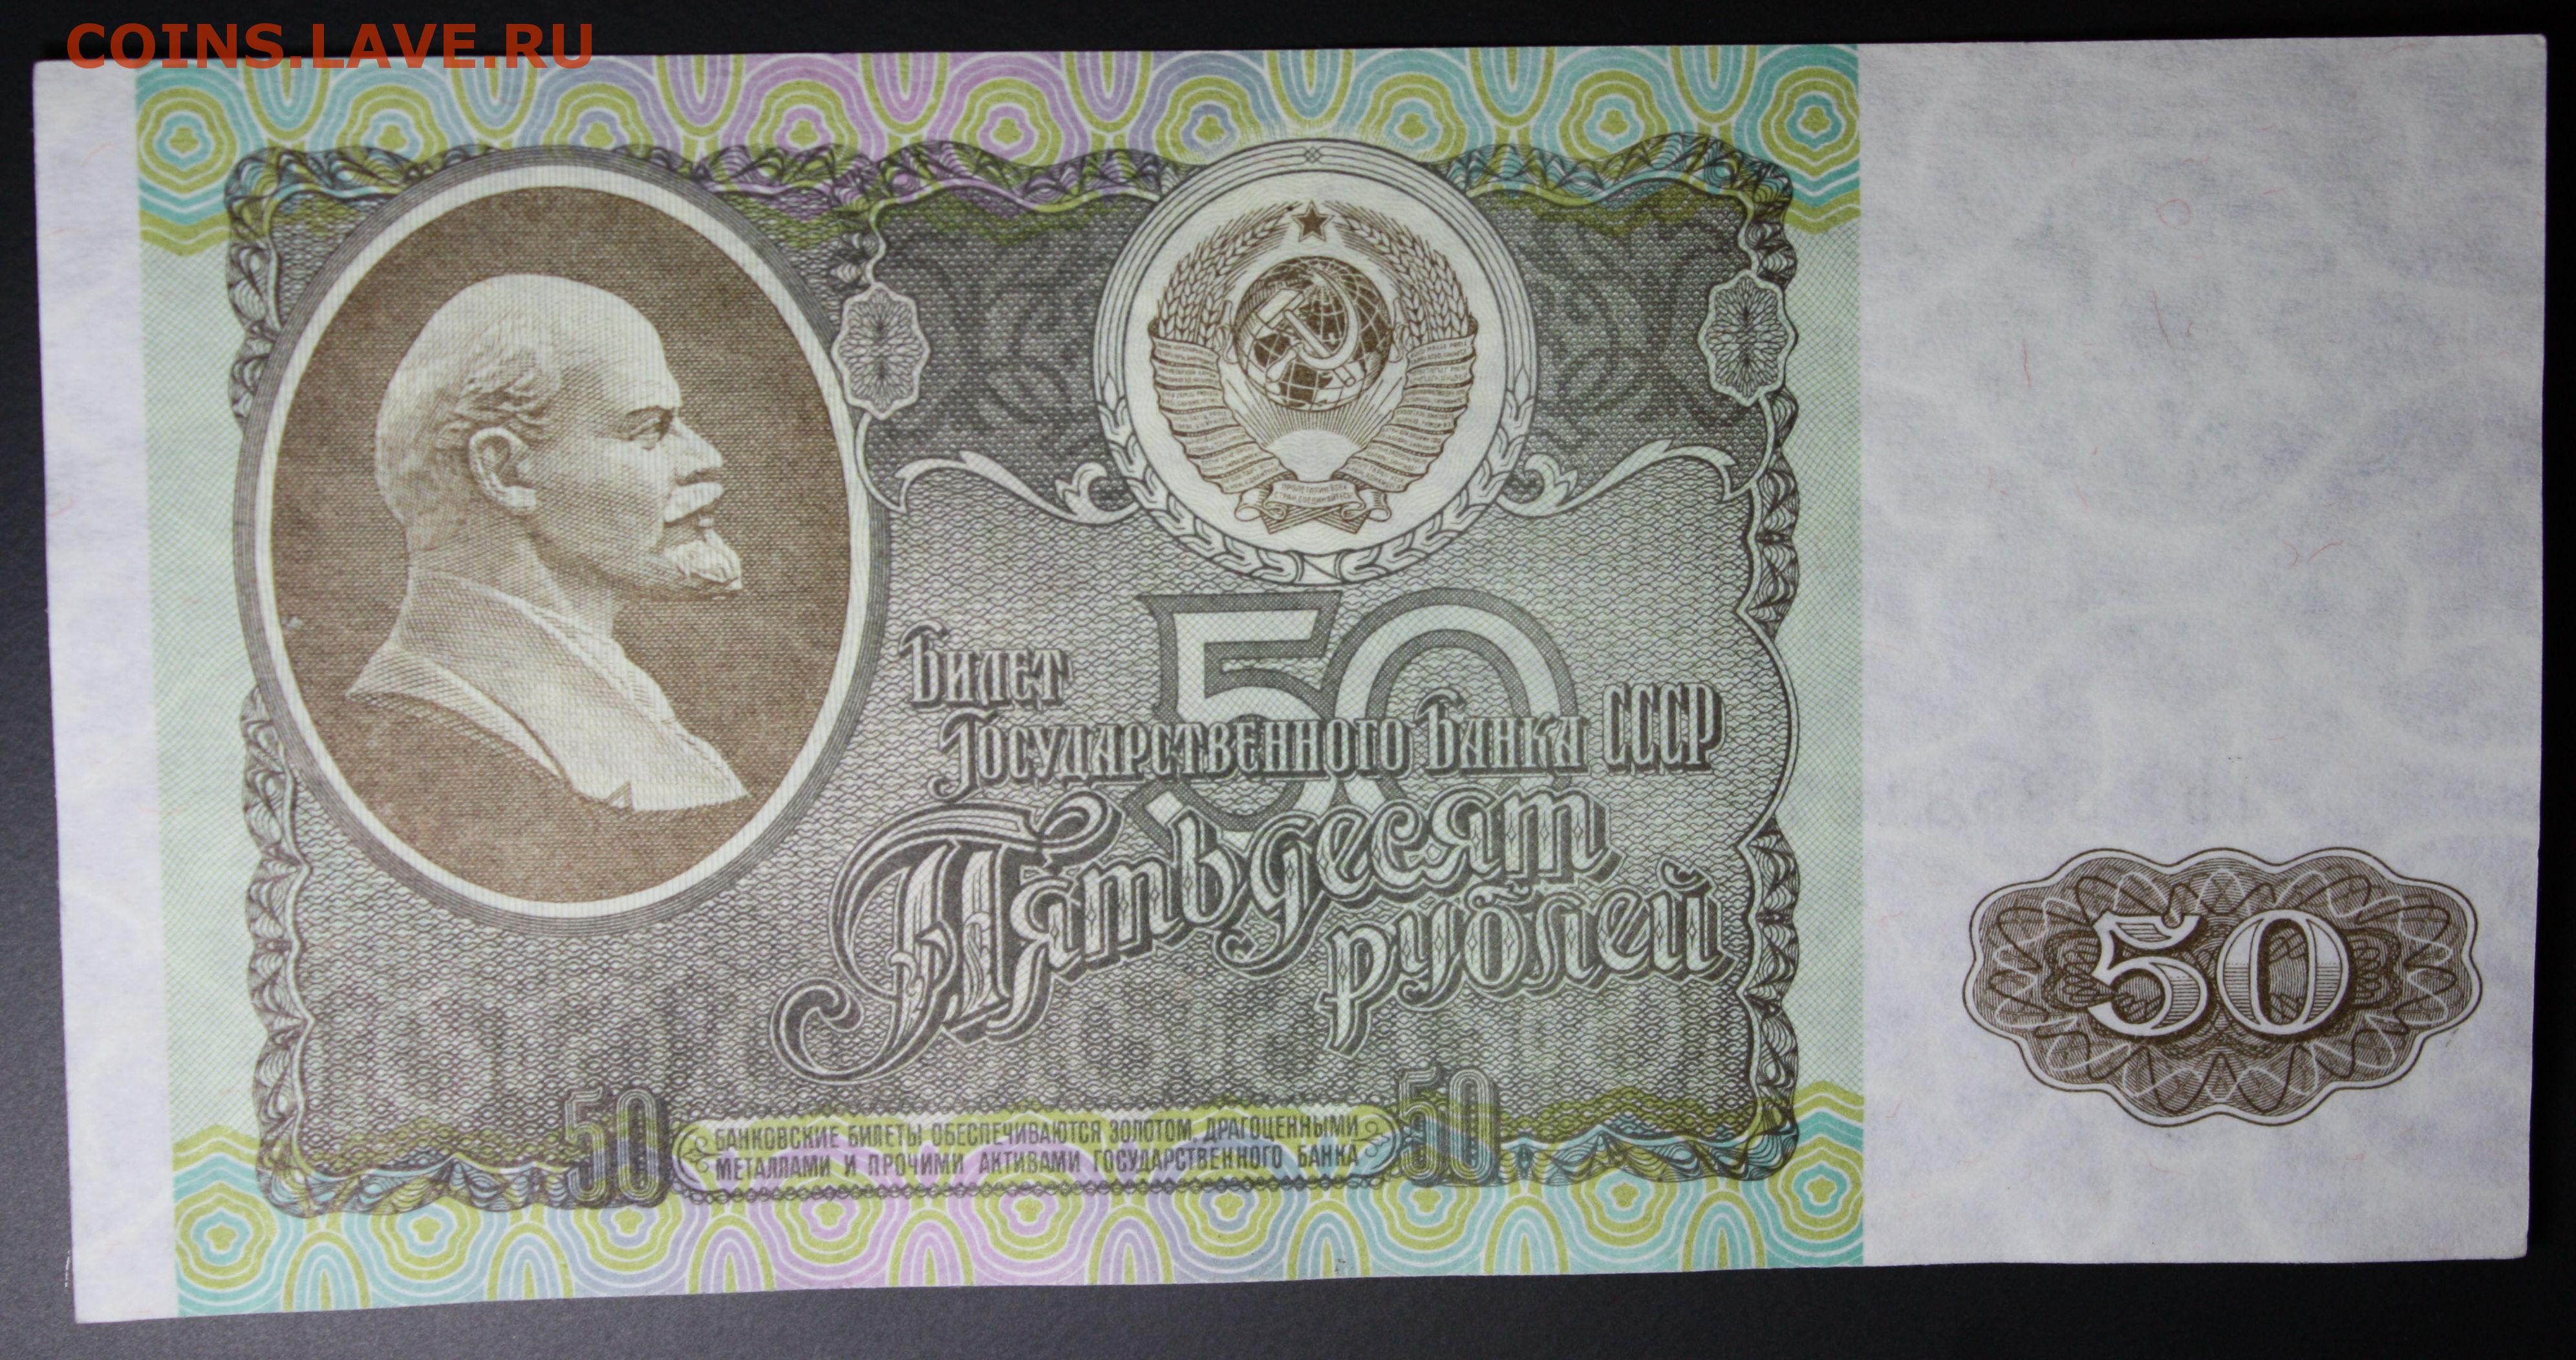 COINS.LAVE.RU
50
Билет
Государственного Банка СССР
Пятьдесят
рублей
50
50 БАНКОВСКИЕ БИЛЕТЫ ОБЕСПЕЧИВАЮТСЯ ЗОЛОТОМ, ДРАГОЦЕННЫМИ 50
МЕТАЛЛАМИ И ПРОЧИМИ АКТИВАМИ ГОСУДАРСТВЕННОГО БАНКА